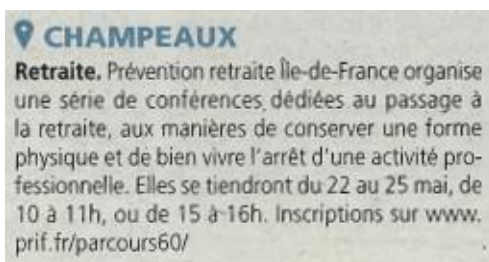 CHAMPEAUX
Retraite. Prévention retraite Île-de-France organise
une série de conférences dédiées au passage à
la retraite, aux manières de conserver une forme
physique et de bien vivre l'arrêt d'une activité pro-
fessionnelle. Elles se tiendront du 22 au 25 mai, de
10 à 11h, ou de 15 à 16h. Inscriptions sur www.
prif.fr/parcours60/